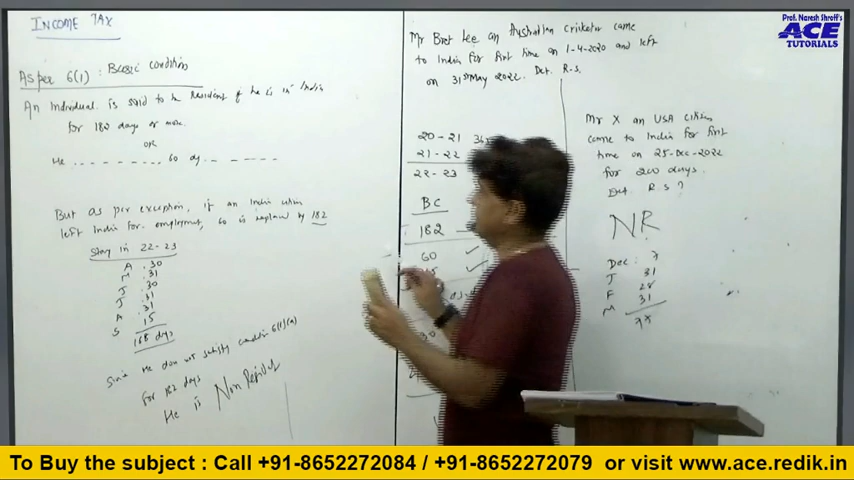 INCOME TAX
As per 6(1) : Basic condition
An Individual is said to be Resident if he is in India
for 182 days or more.
OR
He ---------- 60 dy- - ----
But as per exception, if an Indian citizen
left India for employment, 60 is replaced by 182
Stay in 22-23
A : 30
M : 31
J : 30
J : 31
A : 31
S 15
168 days
Since He does not satisfy condition 6(1)(a)
for 182 days
He is Non Resident
Mr Bret Lee an Australian cricketer came
to India for first time on 1-4-2020 and left
on 31st May 2022. Det. R.S.
20-21
21-22
22-23
BC
182
60
30
Mr X an USA citizen
came to India for first
time on 25-Dec-2022
for 200 days.
Det. R.S?
NR
Dec : 7
J 31
F 28
M 31
Prof. Naresh Shroff's
ACE
TUTORIALS
To Buy the subject : Call +91-8652272084 / +91-8652272079 or visit www.ace.redik.in